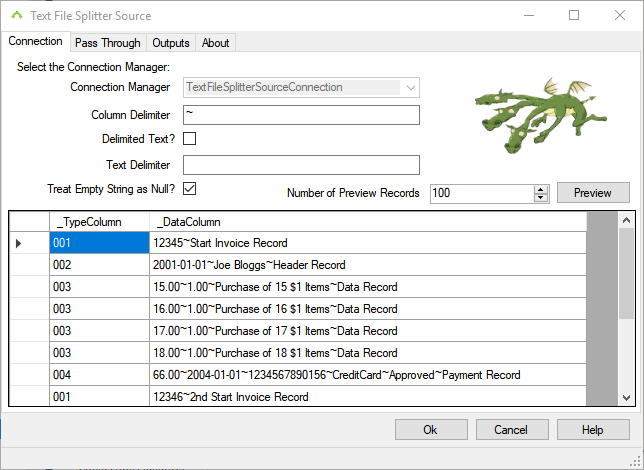 Text File Splitter Source
Connection Pass Through Outputs About
Select the Connection Manager:
Connection Manager TextFileSplitterSourceConnection
Column Delimiter ~
Delimited Text?
Text Delimiter
Treat Empty String as Null? Number of Preview Records 100 Preview
_TypeColumn _DataColumn
001 12345~Start Invoice Record
002 2001-01-01~Joe Bloggs~Header Record
003 15.00~1.00~Purchase of 15 $1 Items~Data Record
003 16.00~1.00~Purchase of 16 $1 Items~Data Record
003 17.00~1.00~Purchase of 17 $1 Items~Data Record
003 18.00~1.00~Purchase of 18 $1 Items~Data Record
004 66.00~2004-01-01~1234567890156~CreditCard~Approved~Payment Record
001 12346~2nd Start Invoice Record
Ok Cancel Help